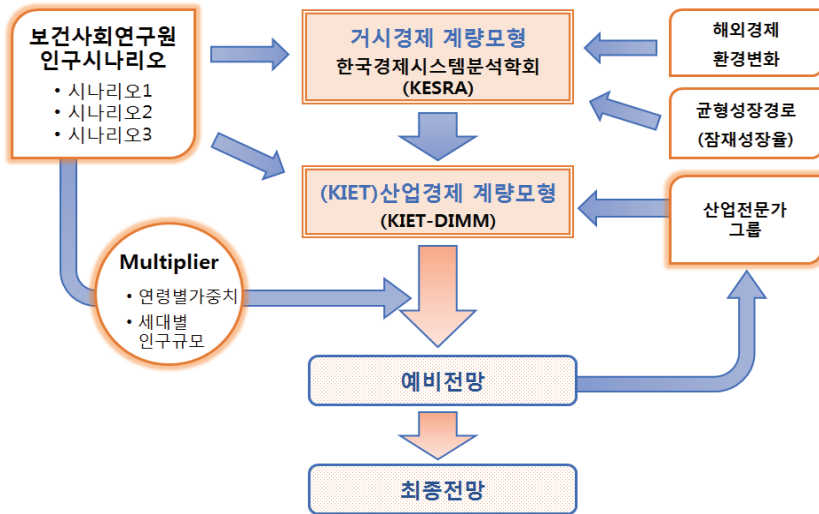 보건사회연구원
인구시나리오
• 시나리오1
• 시나리오2
• 시나리오3
거시경제 계량모형
한국경제시스템분석학회
(KESRA)
해외경제
환경변화
균형성장경로
(잠재성장율)
(KIET)산업경제 계량모형
(KIET-DIMM)
산업전문가
그룹
Multiplier
• 연령별가중치
• 세대별
인구규모
예비전망
최종전망